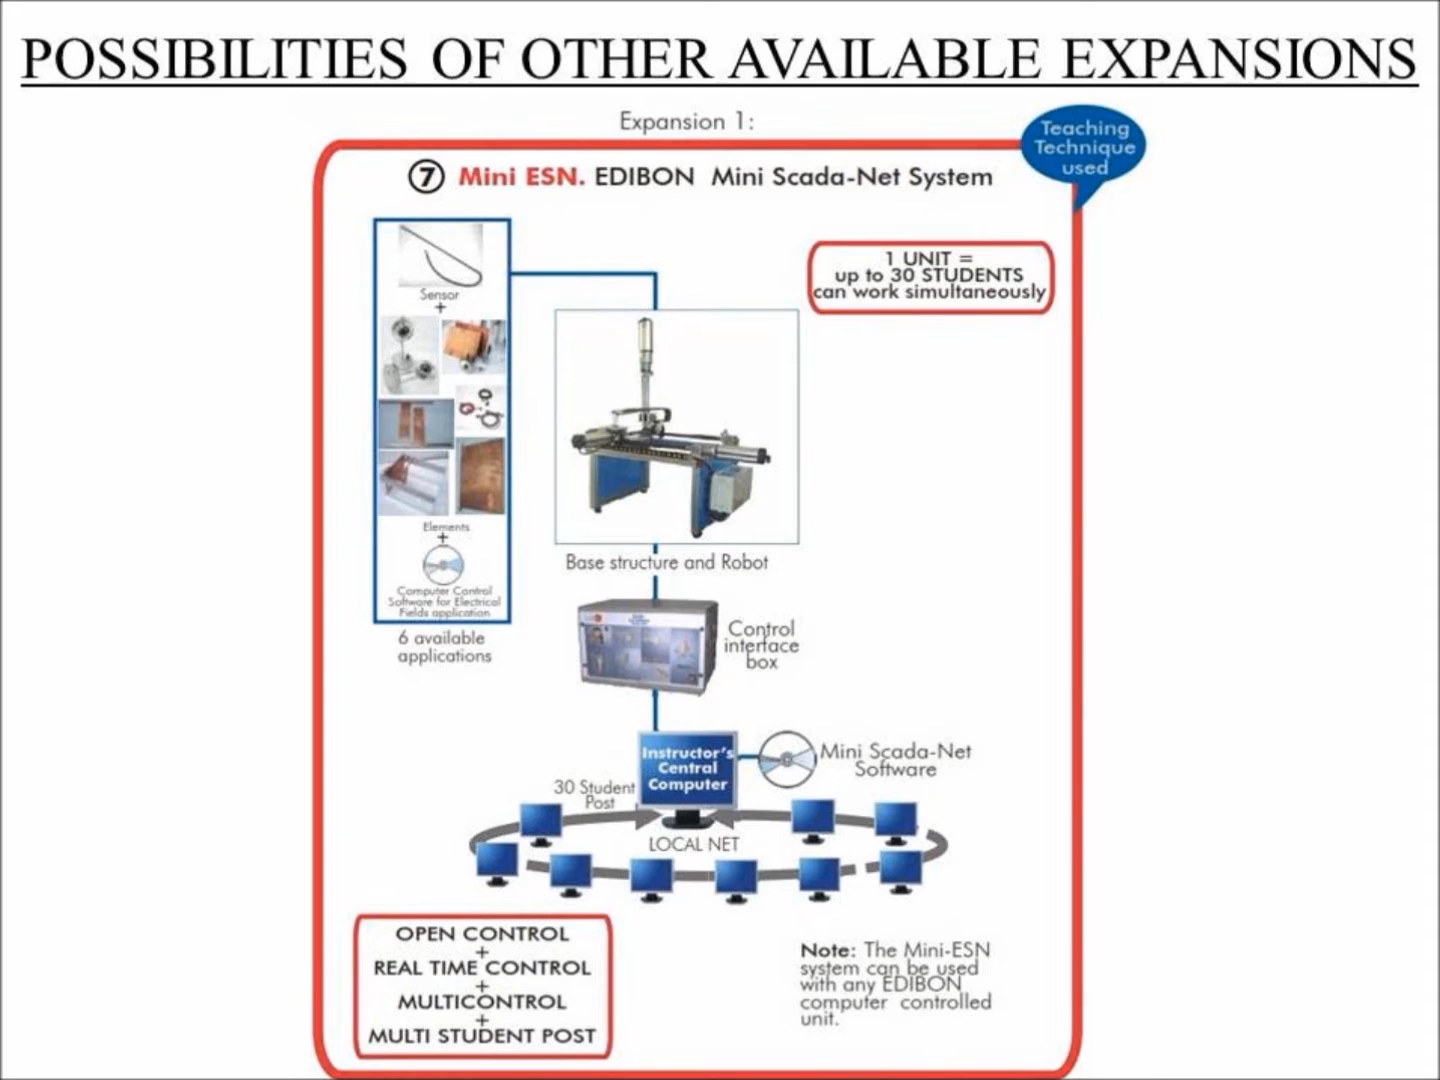 POSSIBILITIES OF OTHER AVAILABLE EXPANSIONS
Expansion 1:
Teaching
Technique
used
7 Mini ESN. EDIBON Mini Scada-Net System
1 UNIT =
up to 30 STUDENTS
can work simultaneously
Sensor
+
Elements
+
Computer Control
Software for Electrical
Fields application
6 available
applications
Base structure and Robot
Control
interface
box
Instructor's
Central
Computer
Mini Scada-Net
Software
30 Student
Post
LOCAL NET
OPEN CONTROL
+
REAL TIME CONTROL
+
MULTICONTROL
+
MULTI STUDENT POST
Note: The Mini-ESN
system can be used
with any EDIBON
computer controlled
unit.